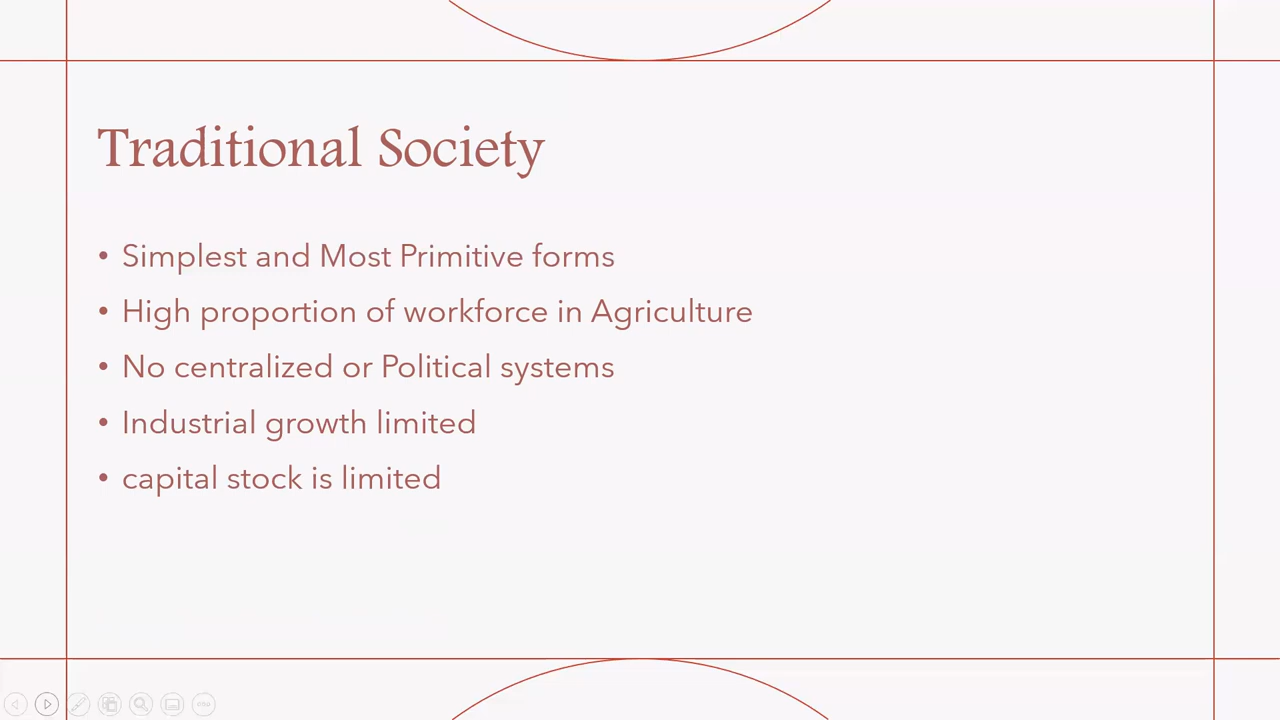 Traditional Society
• Simplest and Most Primitive forms
• High proportion of workforce in Agriculture
• No centralized or Political systems
• Industrial growth limited
• capital stock is limited